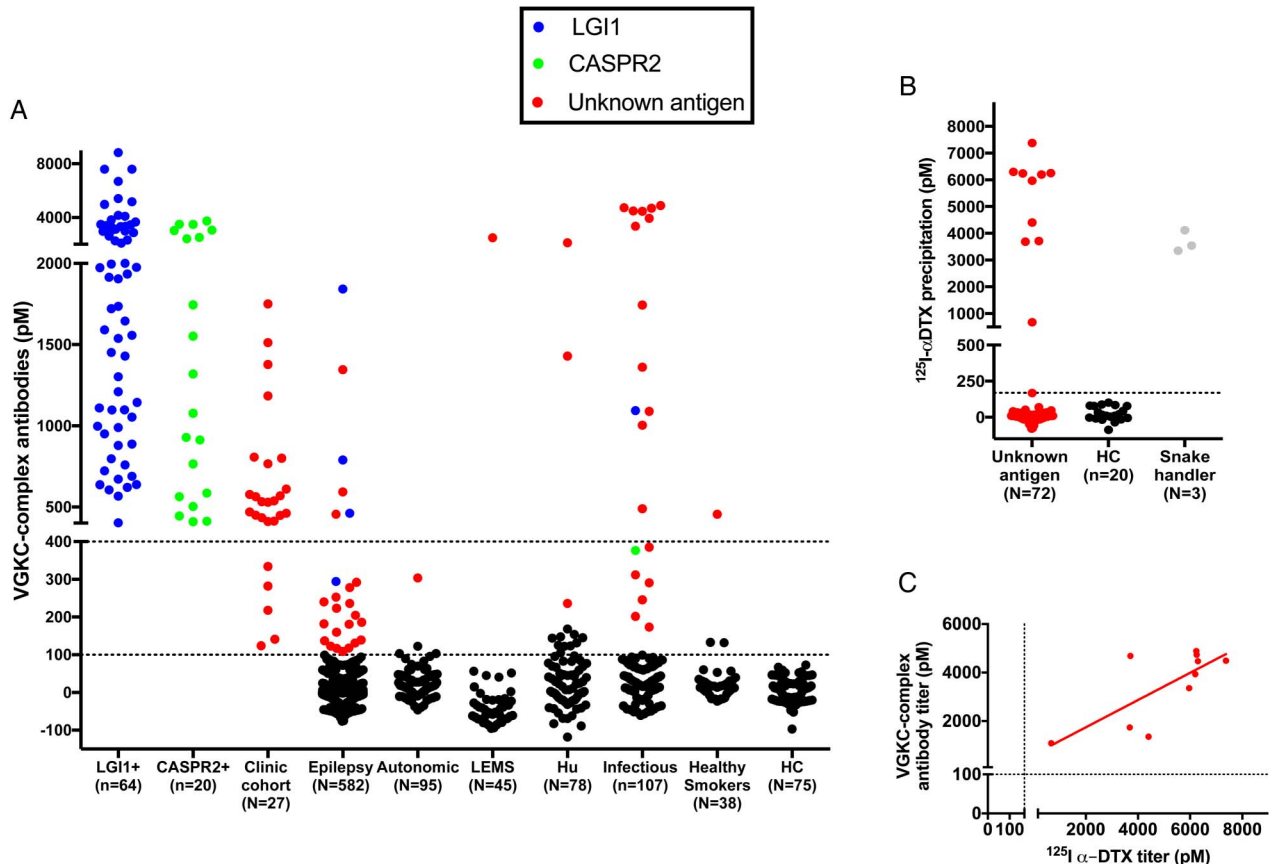 LGI1
CASPR2
Unknown antigen
A
VGKC-complex antibodies (pM)
8000
4000
2000
1500
1000
500
400
300
200
100
0
-100
LGI1+
(n=64)
CASPR2+
(n=20)
Clinic
cohort
(N=27)
Epilepsy
(N=582)
Autonomic
(N=95)
LEMS
(N=45)
Hu
(N=78)
Infectious
(n=107)
Healthy
Smokers
(N=38)
HC
(N=75)
B
125I-αDTX precipitation (pM)
8000
7000
6000
5000
4000
3000
2000
1000
500
250
0
Unknown
antigen
(N=72)
HC
(n=20)
Snake
handler
(N=3)
C
VGKC-complex
antibody titer (pM)
6000
4000
2000
100
0
0 100 2000 4000 6000 8000
125I α-DTX titer (pM)